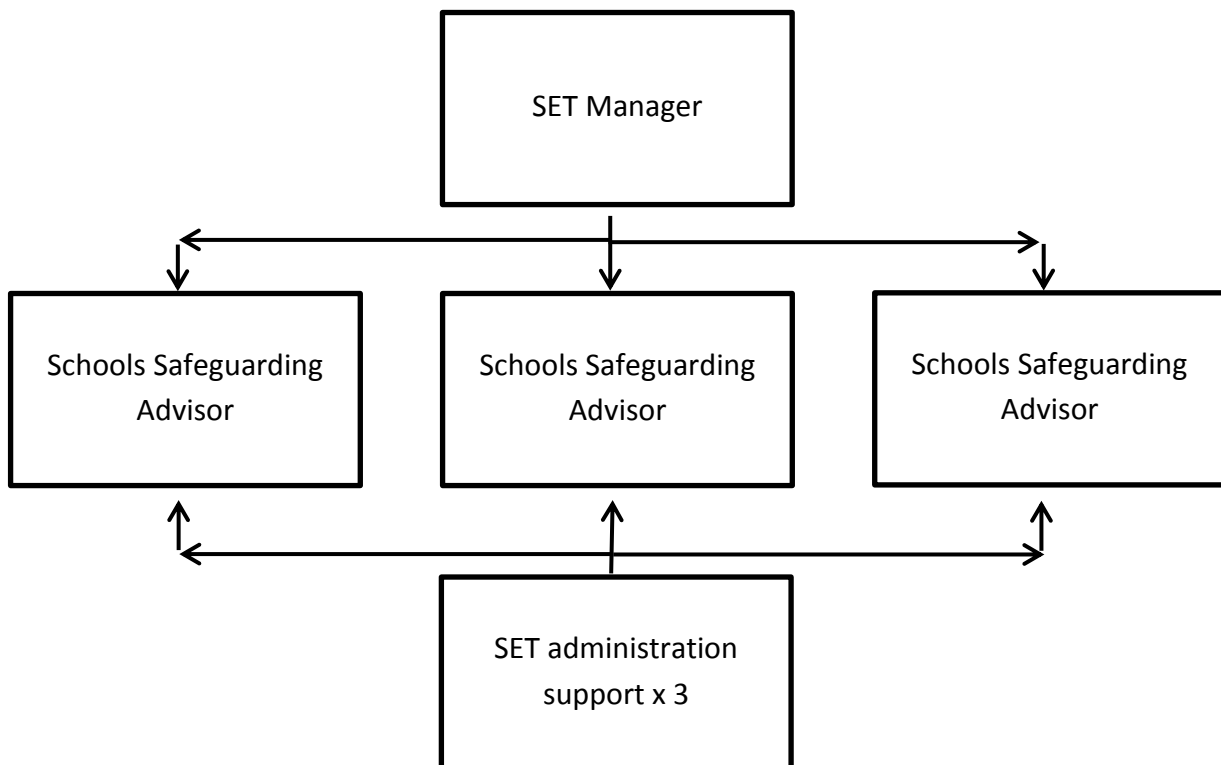 SET Manager
Schools Safeguarding
Advisor
Schools Safeguarding
Advisor
Schools Safeguarding
Advisor
SET administration
support x 3